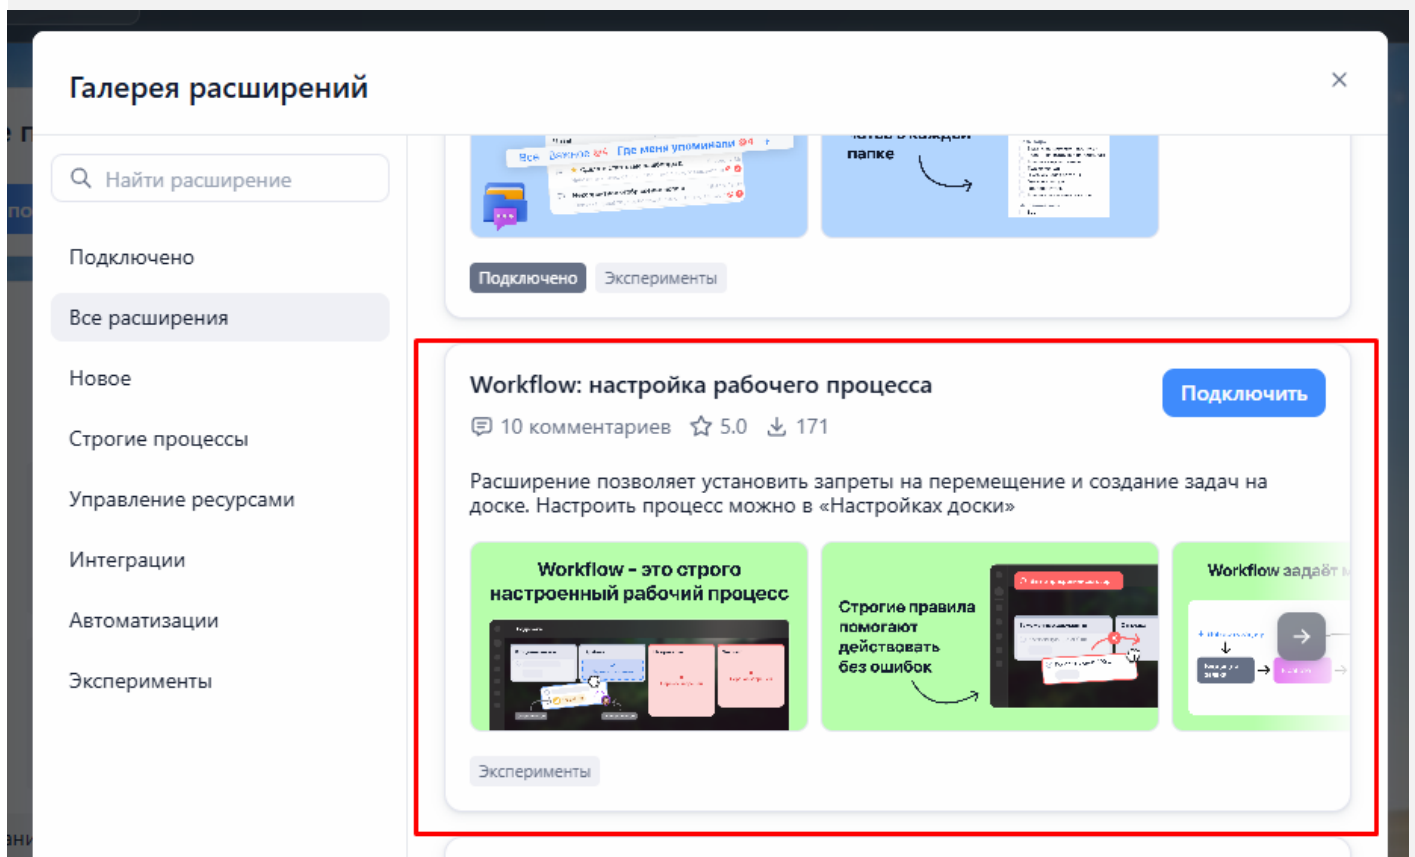 Галерея расширений
Найти расширение
Подключено
Все расширения
Новое
Строгие процессы
Управление ресурсами
Интеграции
Автоматизации
Эксперименты
Все Важное Где меня упоминали
папке
Подключено Эксперименты
Workflow: настройка рабочего процесса
Подключить
10 комментариев 5.0 171
Расширение позволяет установить запреты на перемещение и создание задач на
доске. Настроить процесс можно в «Настройках доски»
Workflow - это строго
настроенный рабочий процесс
Строгие правила
помогают
действовать
без ошибок
Workflow задаёт
Эксперименты